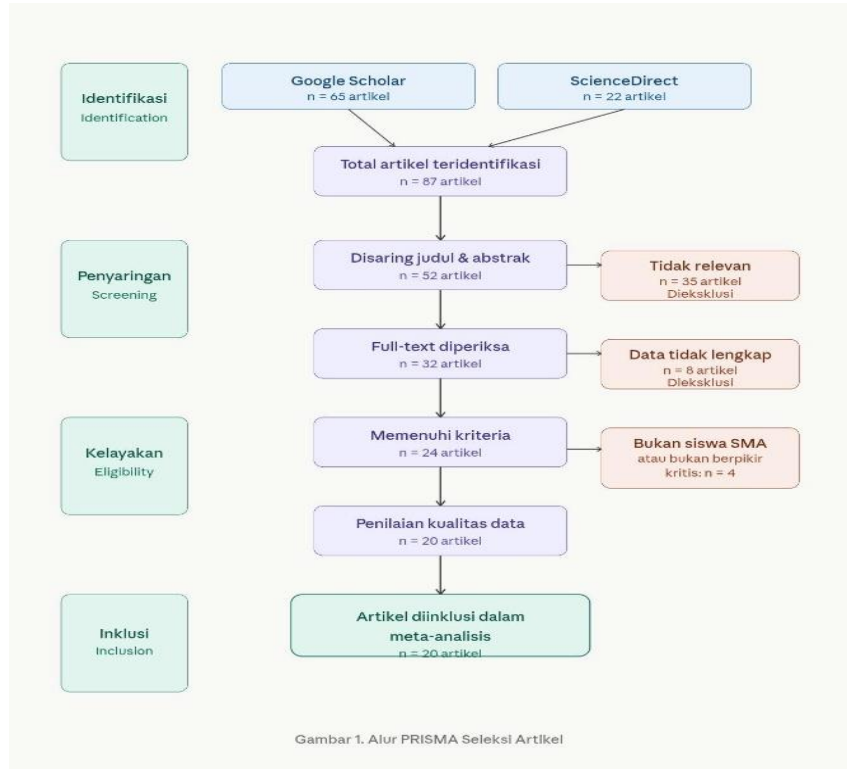 Identifikasi
Identification
Google Scholar
n = 65 artikel
ScienceDirect
n = 22 artikel
Total artikel teridentifikasi
n = 87 artikel
Penyaringan
Screening
Disaring judul & abstrak
n = 52 artikel
Tidak relevan
n = 35 artikel
Dieksklusi
Full-text diperiksa
n = 32 artikel
Data tidak lengkap
n = 8 artikel
Dieksklusi
Kelayakan
Eligibility
Memenuhi kriteria
n = 24 artikel
Bukan siswa SMA
atau bukan berpikir
kritis: n = 4
Penilaian kualitas data
n = 20 artikel
Inklusi
Inclusion
Artikel diinklusi dalam
meta-analisis
n = 20 artikel
Gambar 1. Alur PRISMA Seleksi Artikel